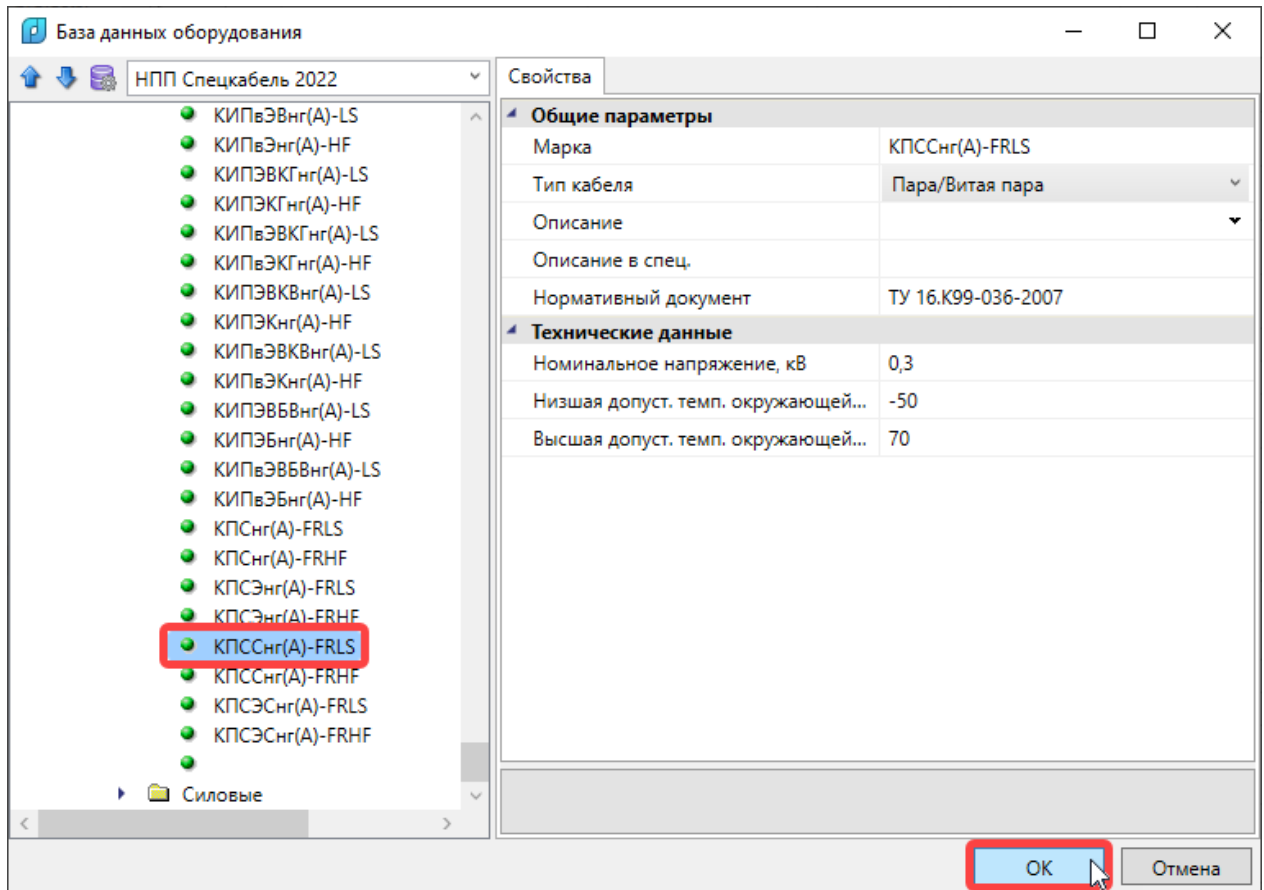 База данных оборудования
НПП Спецкабель 2022
КИПвЭВнг(А)-LS
КИПвЭнг(А)-HF
КИПЭВКГнг(А)-LS
КИПЭКГнг(А)-HF
КИПвЭВКГнг(А)-LS
КИПвЭКГнг(А)-HF
КИПЭВКВнг(А)-LS
КИПЭКнг(А)-HF
КИПвЭВКВнг(А)-LS
КИПвЭКнг(А)-HF
КИПЭВБВнг(А)-LS
КИПЭБнг(А)-HF
КИПвЭВБВнг(А)-LS
КИПвЭБнг(А)-HF
КПСнг(А)-FRLS
КПСнг(А)-FRHF
КПСЭнг(А)-FRLS
КПСЭнг(А)-FRHF
КПССнг(А)-FRLS
КПССнг(А)-FRHF
КПСЭСнг(А)-FRLS
КПСЭСнг(А)-FRHF
Силовые
Свойства
Общие параметры
Марка КПССнг(А)-FRLS
Тип кабеля Пара/Витая пара
Описание
Описание в спец.
Нормативный документ ТУ 16.К99-036-2007
Технические данные
Номинальное напряжение, кВ 0,3
Низшая допуст. темп. окружающей... -50
Высшая допуст. темп. окружающей... 70
ОК Отмена